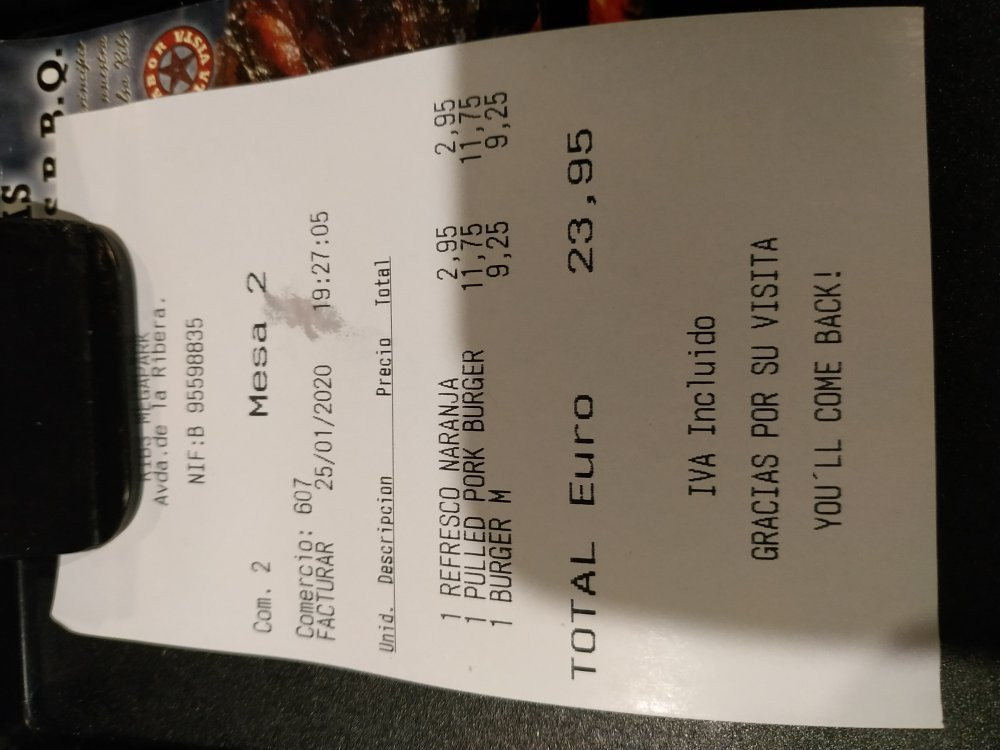 RIBS MEGAPARK
Avda.de la Ribera.
NIF:B 95598835
Com. 2 Mesa 2
Comercio: 607
FACTURAR 25/01/2020 19:27:05
Unid. Descripcion Precio Total
1 REFRESCO NARANJA 2,95 2,95
1 PULLED PORK BURGER 11,75 11,75
1 BURGER M 9,25 9,25
TOTAL Euro 23,95
IVA Incluido
GRACIAS POR SU VISITA
YOU´LL COME BACK!
B.Q.